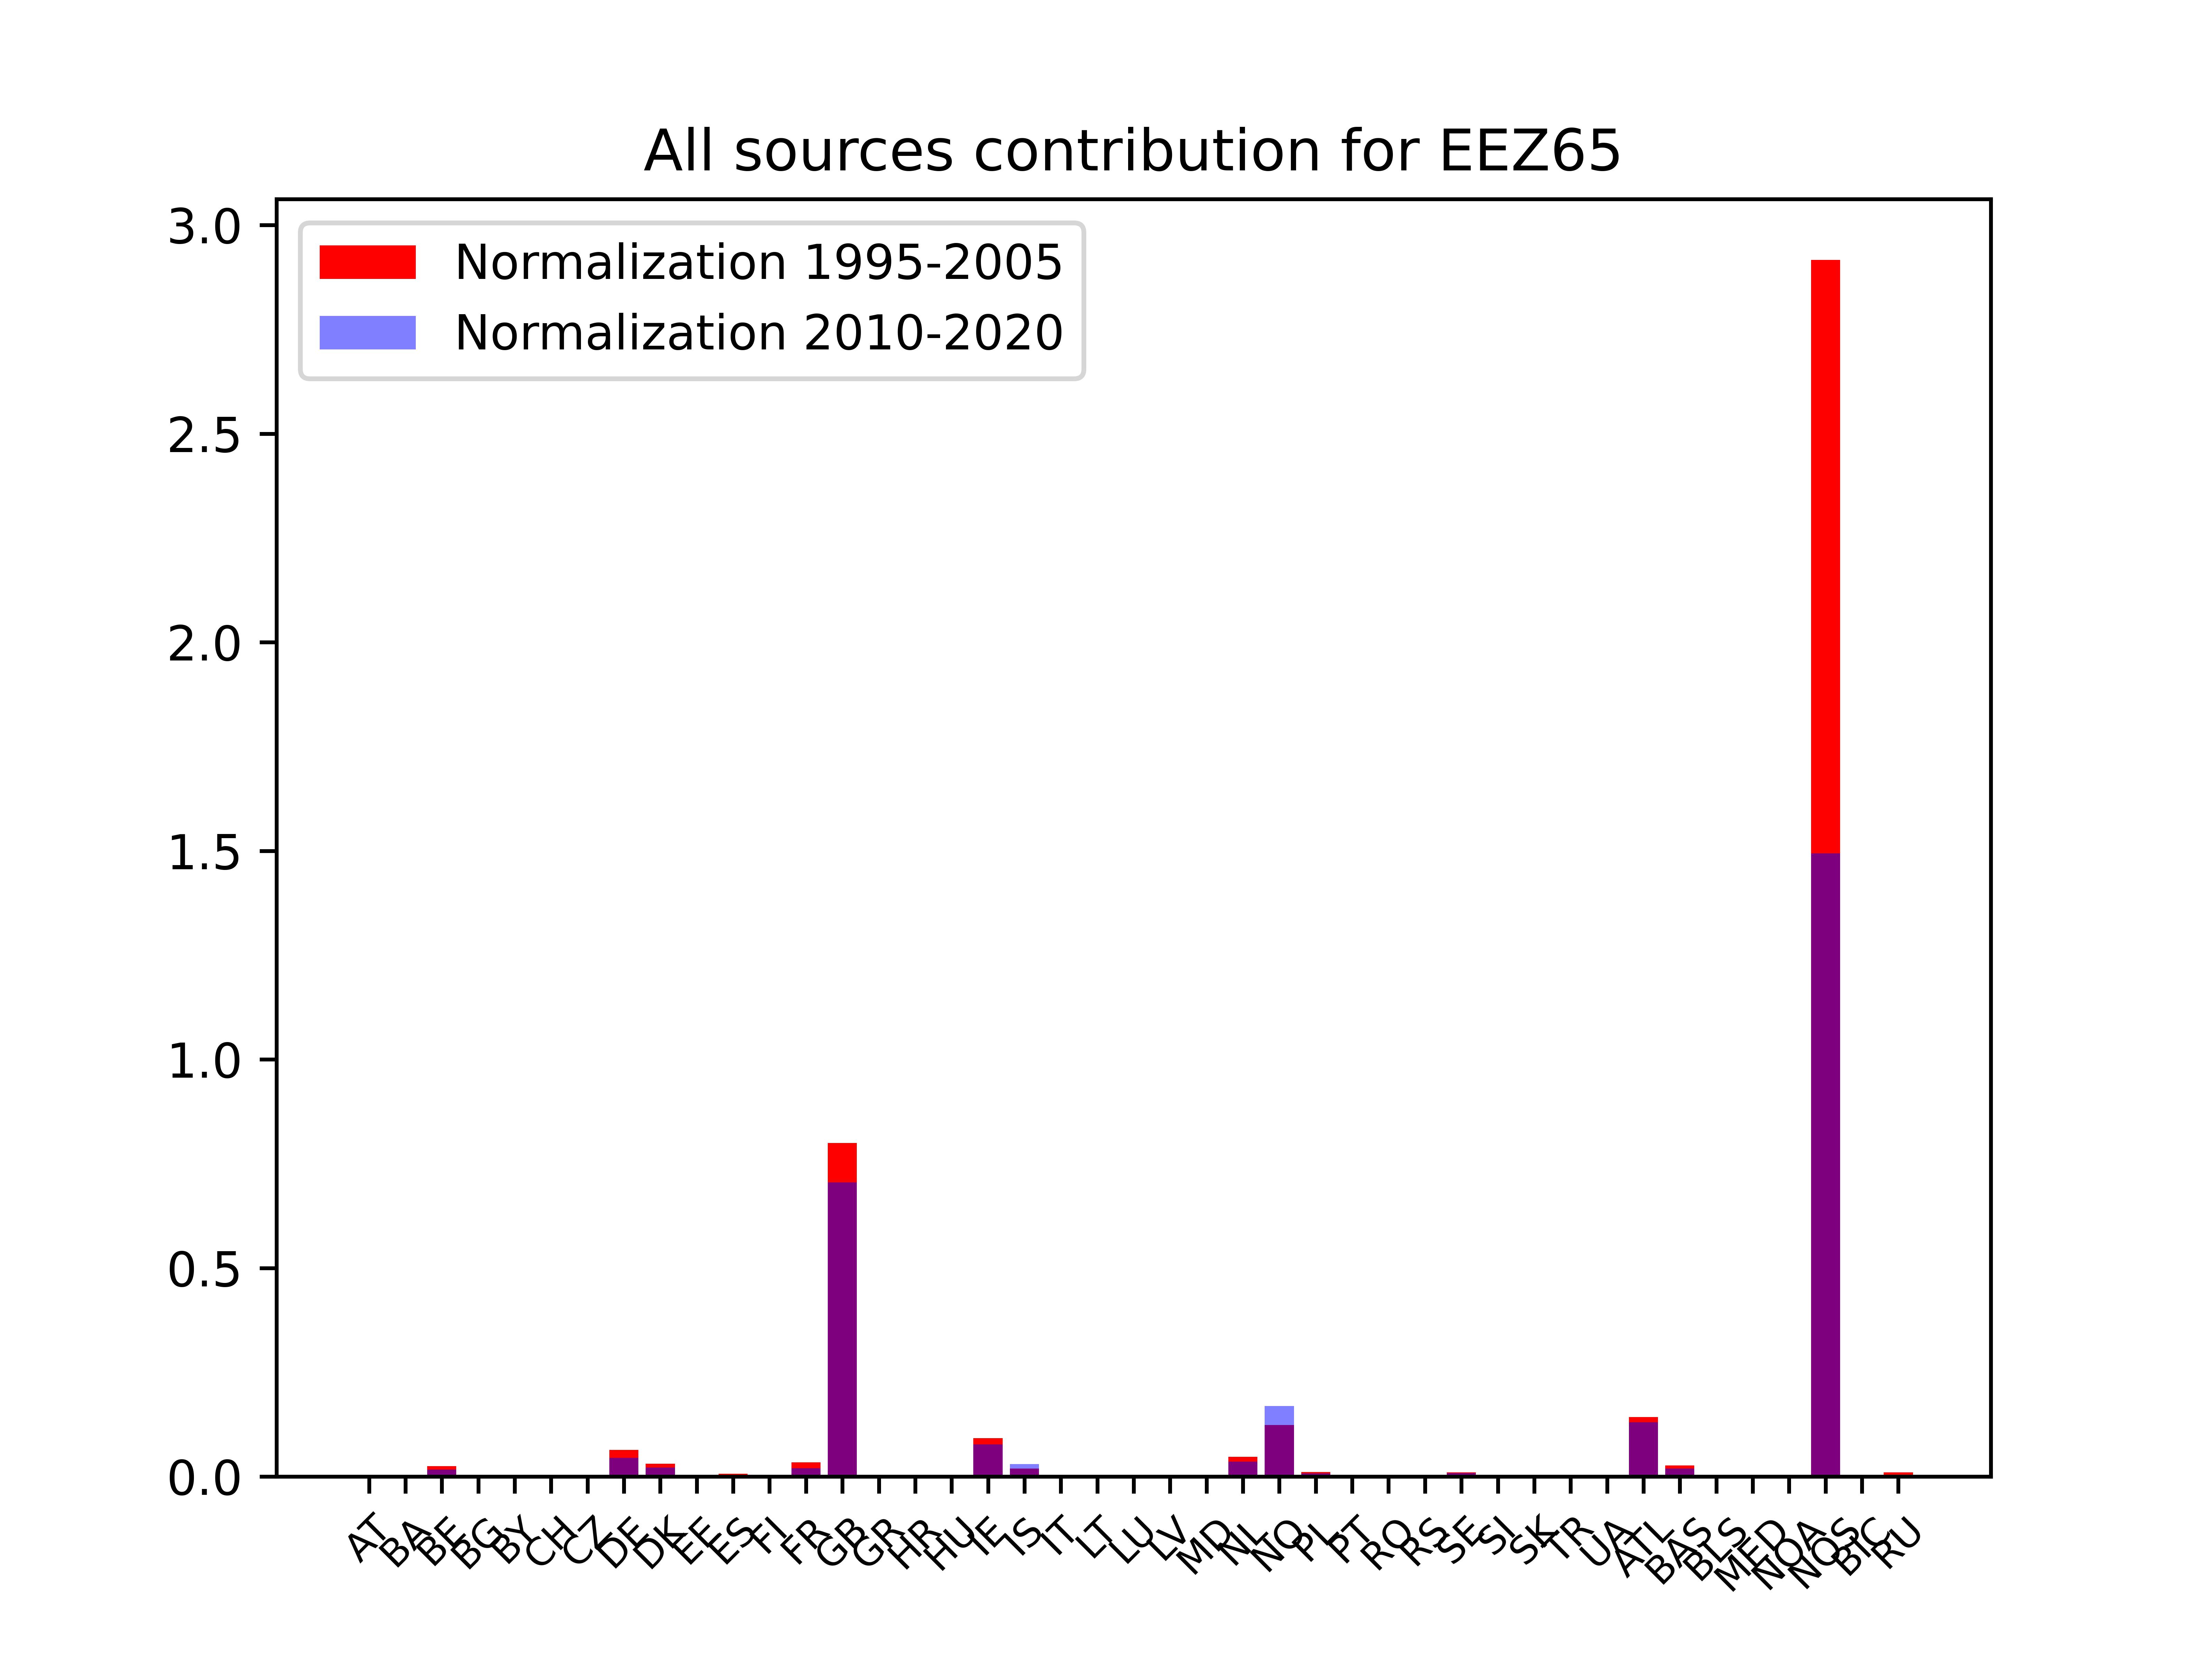 All sources contribution for EEZ65
3.0
2.5
2.0
1.5
1.0
0.5
0.0
Normalization 1995-2005
Normalization 2010-2020
AT BA BE BG BY CH CZ DE DK EE ES FI FR GB GR HR HU IE IS IT LT LU LV MD NL NO PL PT RO RS SE SI SK TR UA ATL BAS BLS MED NOA NOS BIC RU